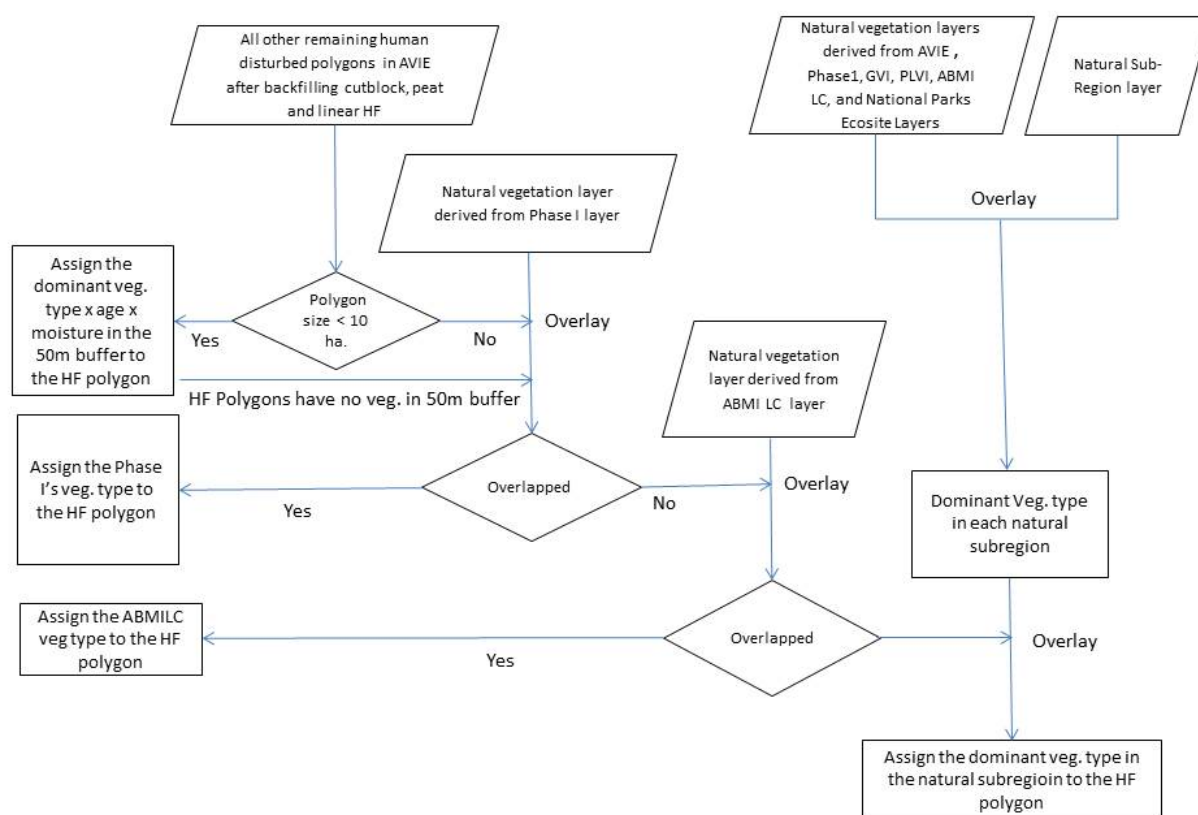 All other remaining human
disturbed polygons in AVIE
after backfilling cutblock, peat
and linear HF
Natural vegetation layers
derived from AVIE ,
Phase1, GVI, PLVI, ABMI
LC, and National Parks
Ecosite Layers
Natural Sub-
Region layer
Natural vegetation layer
derived from Phase I layer
Overlay
Assign the
dominant veg.
type x age x
moisture in the
50m buffer to
the HF polygon
Yes
Polygon
size < 10
ha.
No
Overlay
HF Polygons have no veg. in 50m buffer
Natural vegetation
layer derived from
ABMI LC layer
Assign the Phase
I's veg. type to
the HF polygon
Yes
Overlapped
No
Overlay
Dominant Veg. type
in each natural
subregion
Assign the ABMILC
veg type to the HF
polygon
Yes
Overlapped
Overlay
Assign the dominant veg. type in
the natural subregioin to the HF
polygon